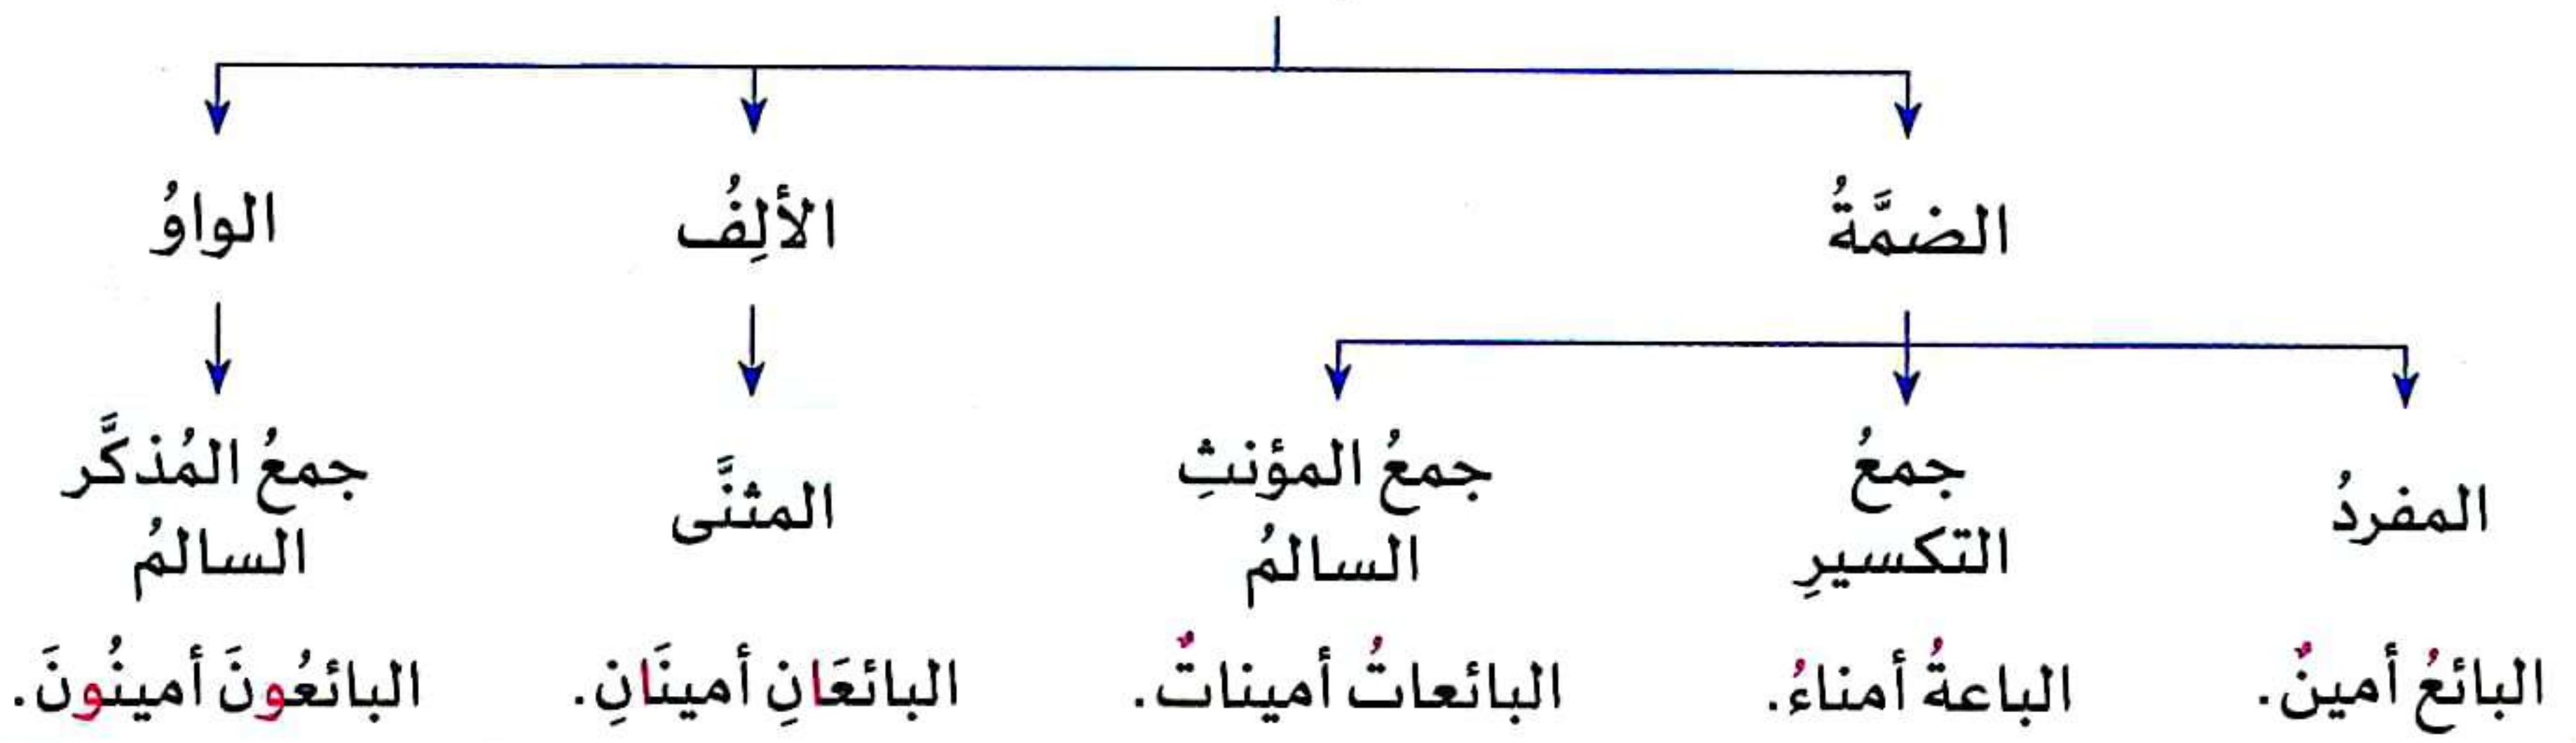 الضمَّةُ
الألِفُ
الواوُ
المفردُ
جمعُ
التكسيرِ
جمعُ المؤنثِ
السالمُ
المثنَّى
جمعُ المُذكَّر
السالمُ
البائعُ أمينٌ.
الباعةُ أمناءُ.
البائعاتُ أميناتٌ.
البائعَانِ أمينَانِ.
البائعُونَ أمينُونَ.